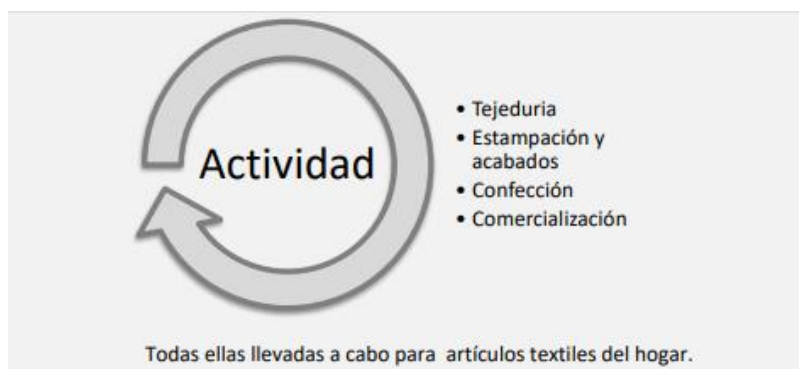 Actividad
• Tejeduria
• Estampación y
acabados
• Confección
• Comercialización
Todas ellas llevadas a cabo para artículos textiles del hogar.